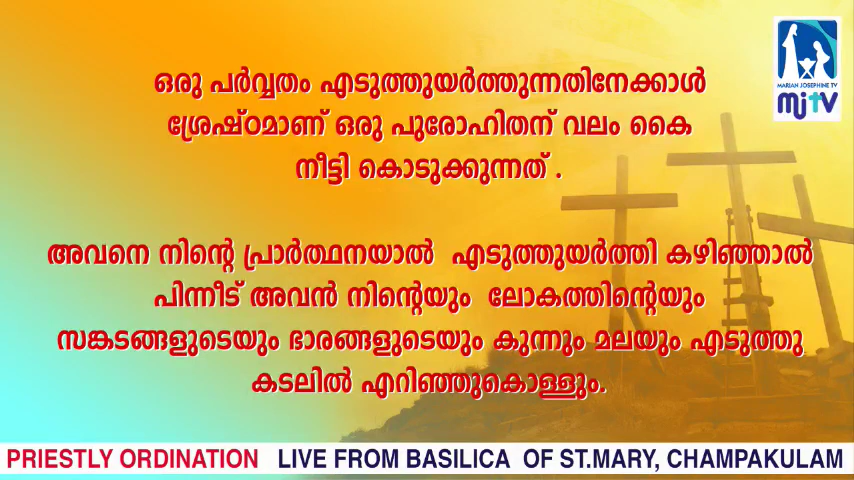 MARIAN JOSEPHINE TV
mjtv
ഒരു പർവ്വതം എടുത്തുയർത്തുന്നതിനേക്കാൾ
ശ്രേഷ്ഠമാണ് ഒരു പുരോഹിതന് വലം കൈ
നീട്ടി കൊടുക്കുന്നത് .
അവനെ നിന്റെ പ്രാർത്ഥനയാൽ എടുത്തുയർത്തി കഴിഞ്ഞാൽ
പിന്നീട് അവൻ നിന്റെയും ലോകത്തിന്റെയും
സങ്കടങ്ങളുടെയും ഭാരങ്ങളുടെയും കുന്നും മലയും എടുത്തു
കടലിൽ എറിഞ്ഞുകൊള്ളും.
PRIESTLY ORDINATION LIVE FROM BASILICA OF ST.MARY, CHAMPAKULAM